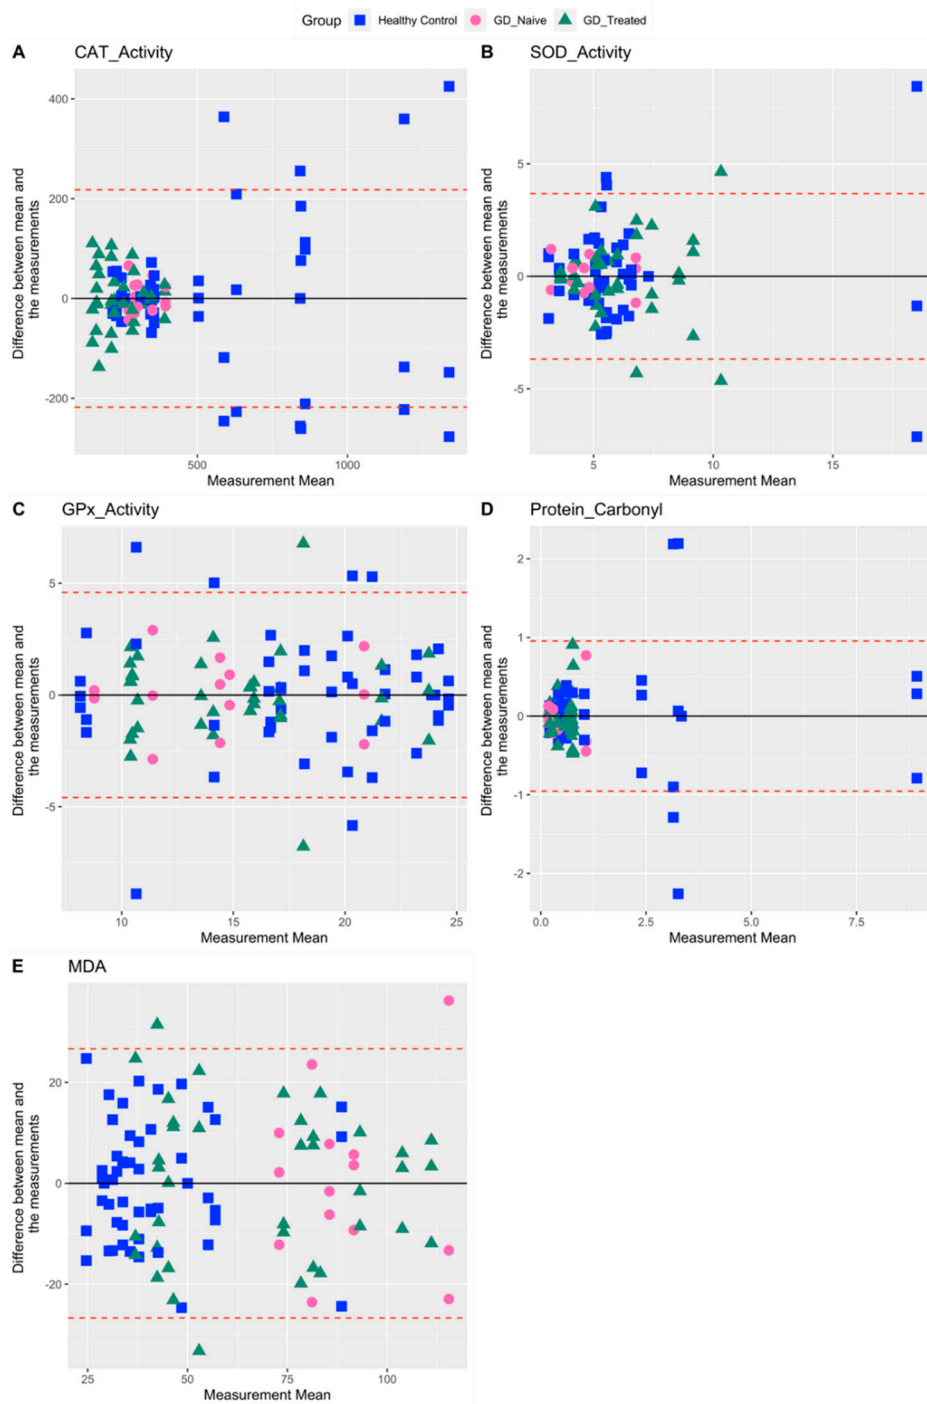 Group Healthy Control GD_Naive GD_Treated
A CAT_Activity
Difference between mean and
the measurements
400
200
0
-200
500 1000
Measurement Mean
B SOD_Activity
Difference between mean and
the measurements
5
0
-5
5 10 15
Measurement Mean
C GPx_Activity
Difference between mean and
the measurements
5
0
-5
10 15 20 25
Measurement Mean
D Protein_Carbonyl
Difference between mean and
the measurements
2
1
0
-1
-2
0.0 2.5 5.0 7.5
Measurement Mean
E MDA
Difference between mean and
the measurements
20
0
-20
25 50 75 100
Measurement Mean